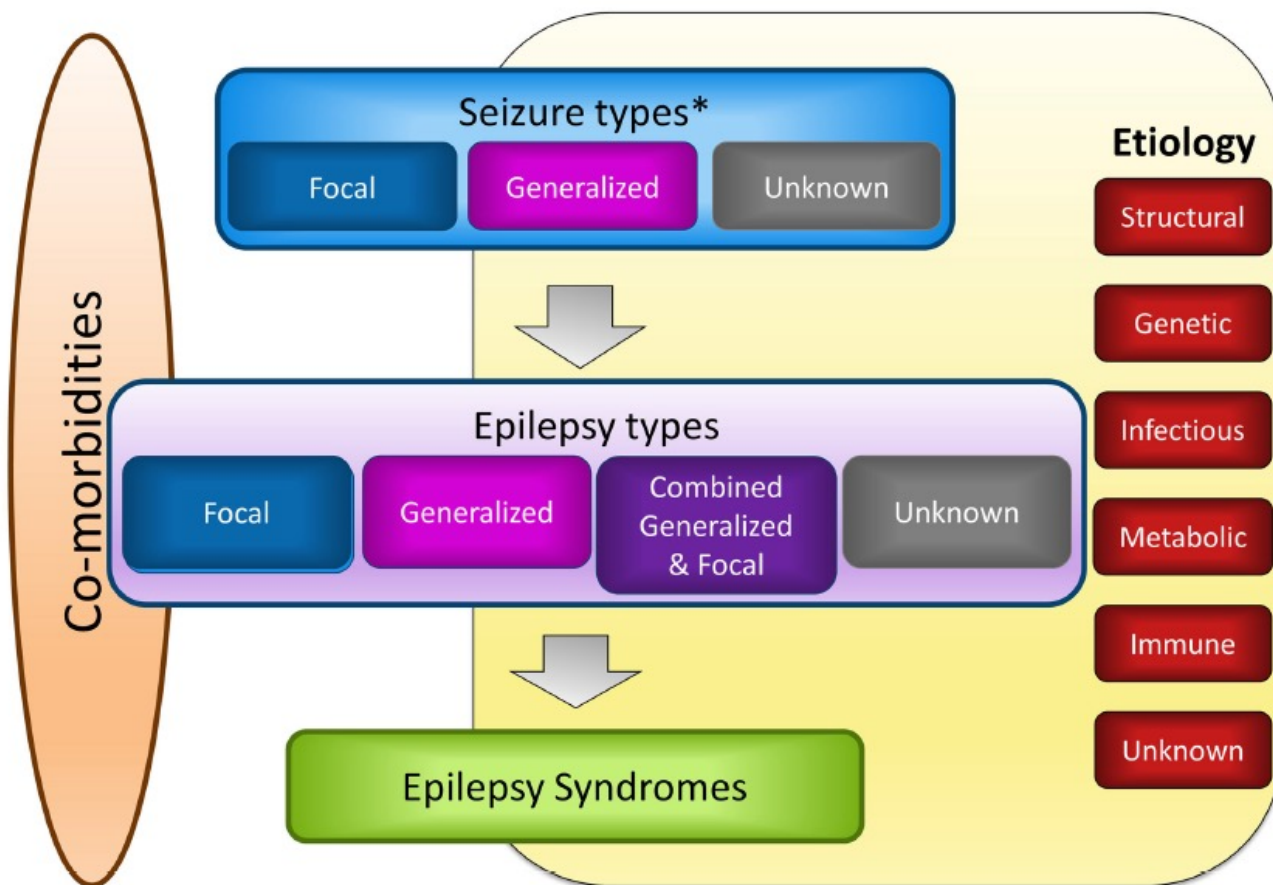 Co-morbidities
Seizure types*
Focal
Generalized
Unknown
Epilepsy types
Focal
Generalized
Combined
Generalized
& Focal
Unknown
Epilepsy Syndromes
Etiology
Structural
Genetic
Infectious
Metabolic
Immune
Unknown